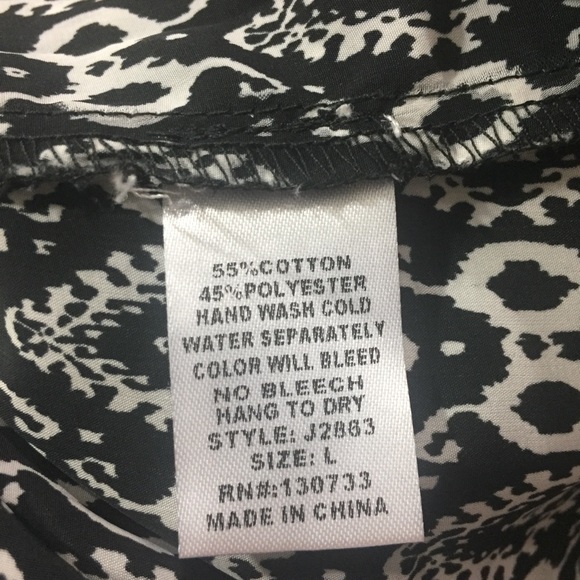 55%COTTON
45%POLYESTER
HAND WASH COLD
WATER SEPARATELY
COLOR WILL BLEED
NO BLEECH
HANG TO DRY
STYLE: J2863
SIZE: L
RN#:130733
MADE IN CHINA